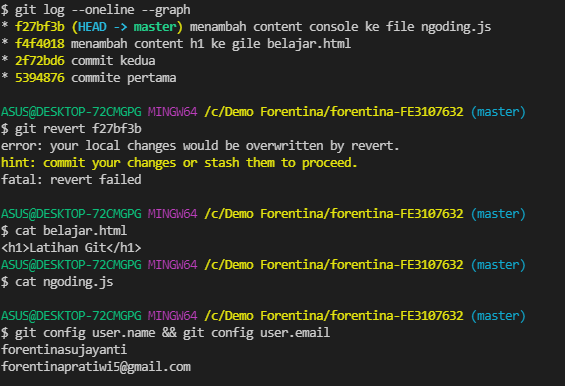 $ git log --oneline --graph
* f27bf3b (HEAD -> master) menambah content console ke file ngoding.js
* f4f4018 menambah content h1 ke gile belajar.html
* 2f72bd6 commit kedua
* 5394876 commite pertama
ASUS@DESKTOP-72CMGPG MINGW64 /c/Demo Forentina/forentina-FE3107632 (master)
$ git revert f27bf3b
error: your local changes would be overwritten by revert.
hint: commit your changes or stash them to proceed.
fatal: revert failed
ASUS@DESKTOP-72CMGPG MINGW64 /c/Demo Forentina/forentina-FE3107632 (master)
$ cat belajar.html
<h1>Latihan Git</h1>
ASUS@DESKTOP-72CMGPG MINGW64 /c/Demo Forentina/forentina-FE3107632 (master)
$ cat ngoding.js
ASUS@DESKTOP-72CMGPG MINGW64 /c/Demo Forentina/forentina-FE3107632 (master)
$ git config user.name && git config user.email
forentinasujayanti
forentinapratiwi5@gmail.com